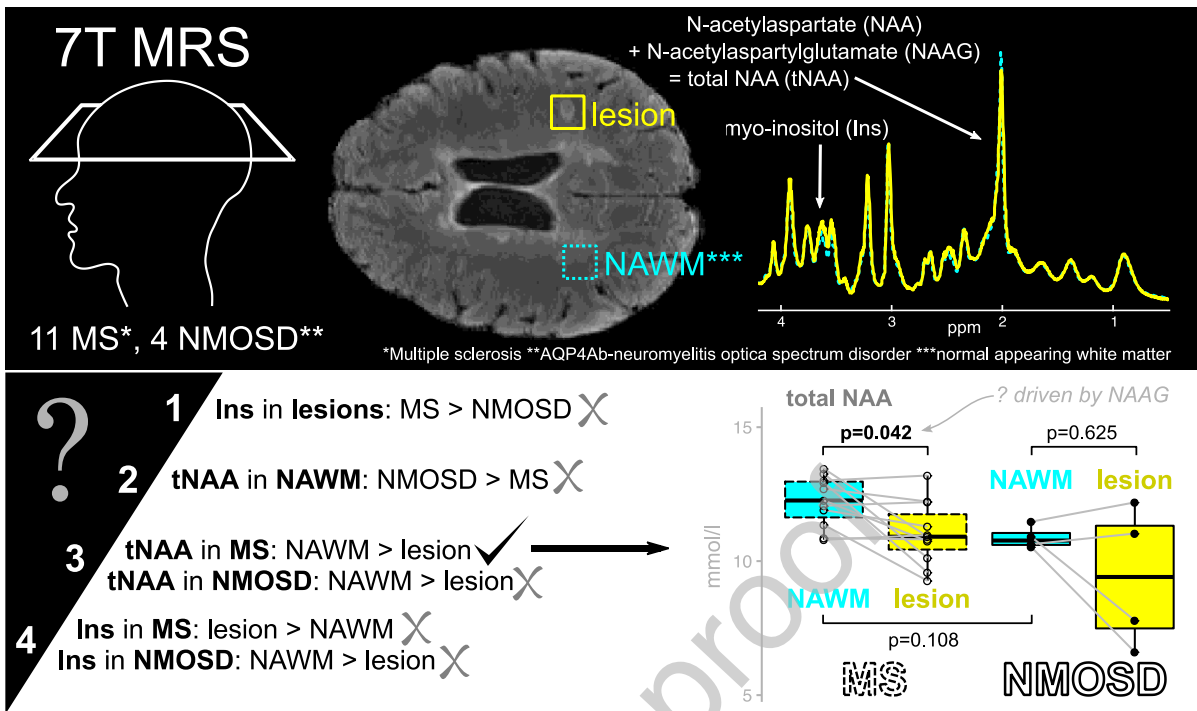 7T MRS
11 MS*, 4 NMOSD**
lesion
NAWM***
N-acetylaspartate (NAA)
+ N-acetylaspartylglutamate (NAAG)
= total NAA (tNAA)
myo-inositol (Ins)
4 3 ppm 2 1
*Multiple sclerosis **AQP4Ab-neuromyelitis optica spectrum disorder ***normal appearing white matter
?
1 Ins in lesions: MS > NMOSD
2 tNAA in NAWM: NMOSD > MS
3 tNAA in MS: NAWM > lesion
tNAA in NMOSD: NAWM > lesion
4 Ins in MS: lesion > NAWM
Ins in NMOSD: NAWM > lesion
total NAA
? driven by NAAG
15
p=0.042
p=0.625
NAWM lesion
mmol/l
10
NAWM lesion
p=0.108
5
MS NMOSD
proof